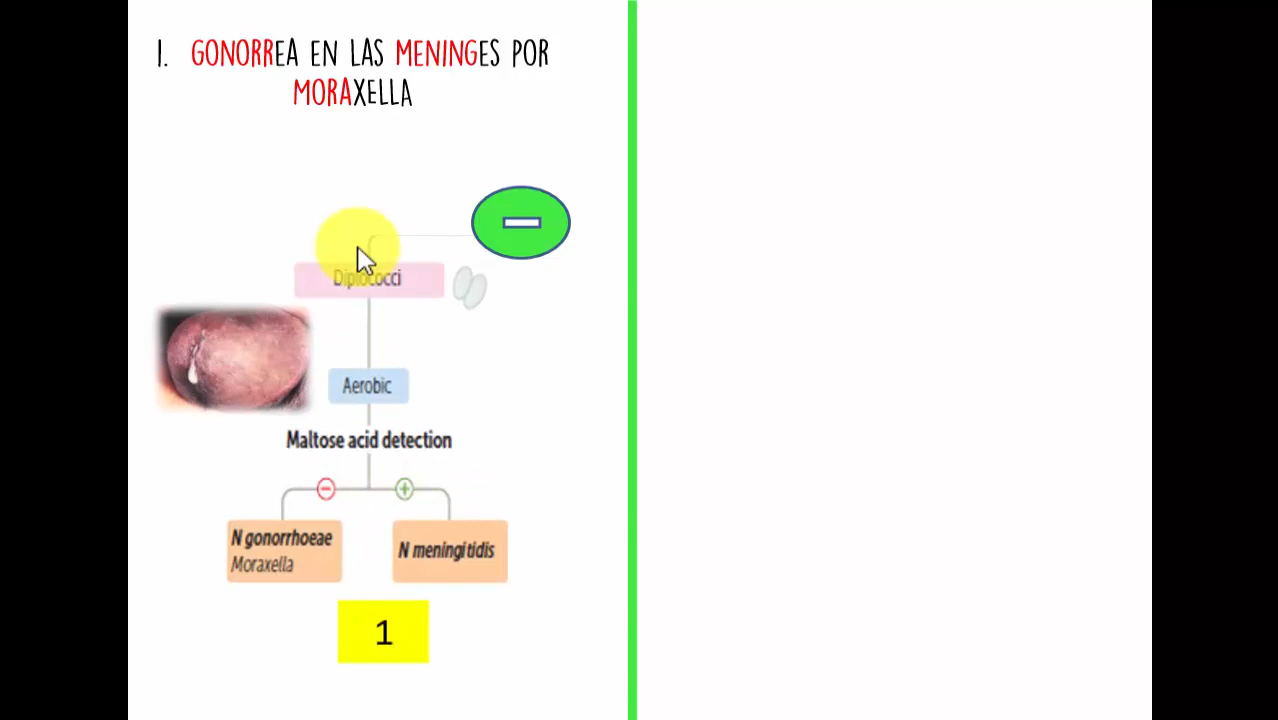 1. GONORREA EN LAS MENINGES POR
MORAXELLA
Diplococci
Aerobic
Maltose acid detection
N gonorrhoeae
Moraxella
N meningitidis
1